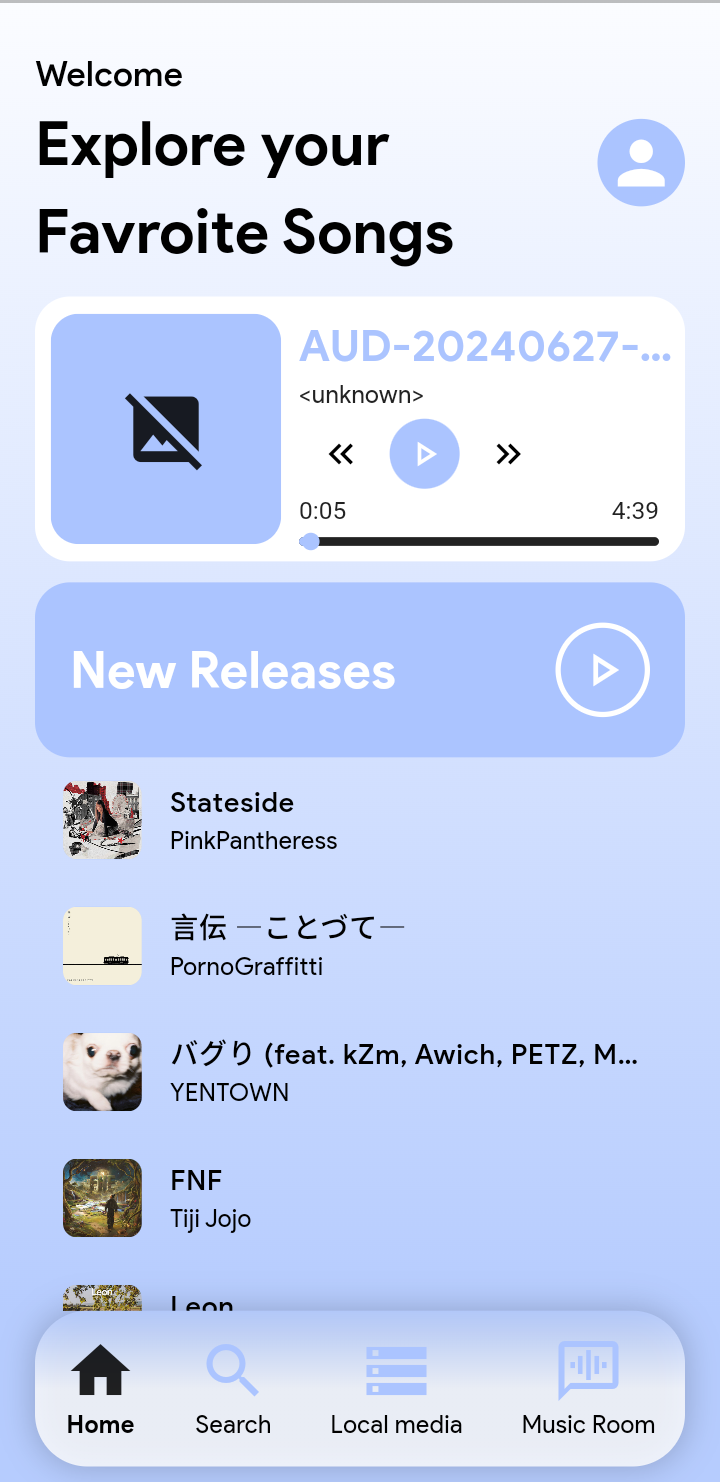 Welcome
Explore your
Favroite Songs
AUD-20240627-...
<unknown>
0:05 4:39
New Releases
Stateside
PinkPantheress
言伝 ―ことづて―
PornoGraffitti
バグり (feat. kZm, Awich, PETZ, M...
YENTOWN
FNF
Tiji Jojo
Leon
Leon
Home Search Local media Music Room